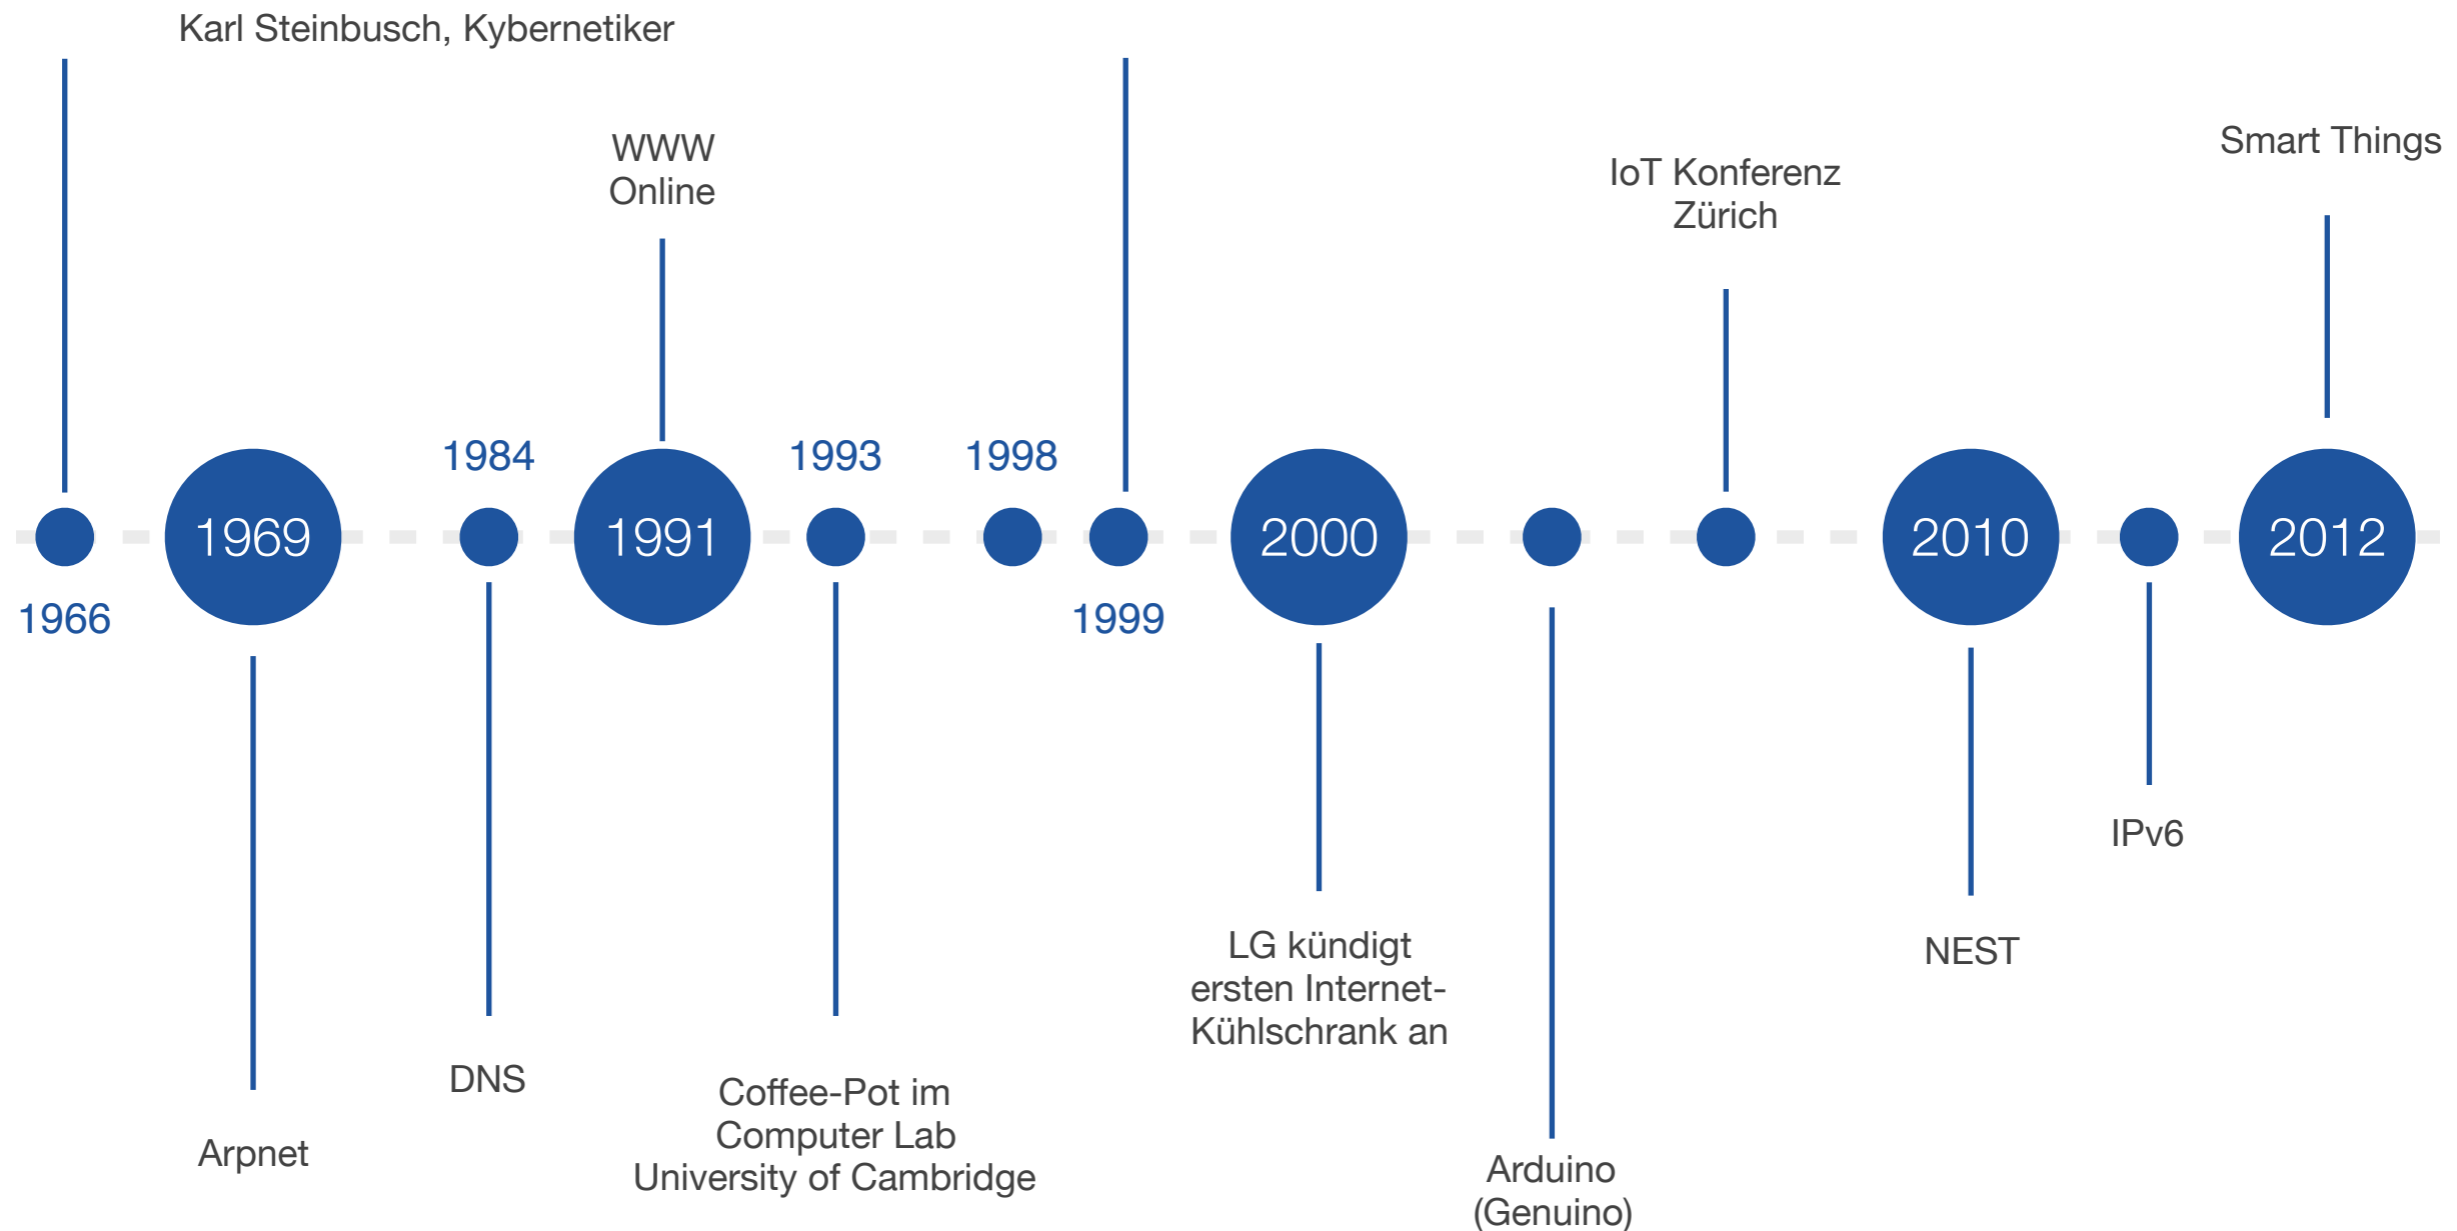 Karl Steinbusch, Kybernetiker
WWW
Online
IoT Konferenz
Zürich
Smart Things
1984
1993
1998
1969
1991
2000
2010
2012
1966
1999
IPv6
LG kündigt
ersten Internet-
Kühlschrank an
NEST
DNS
Coffee-Pot im
Computer Lab
University of Cambridge
Arpnet
Arduino
(Genuino)